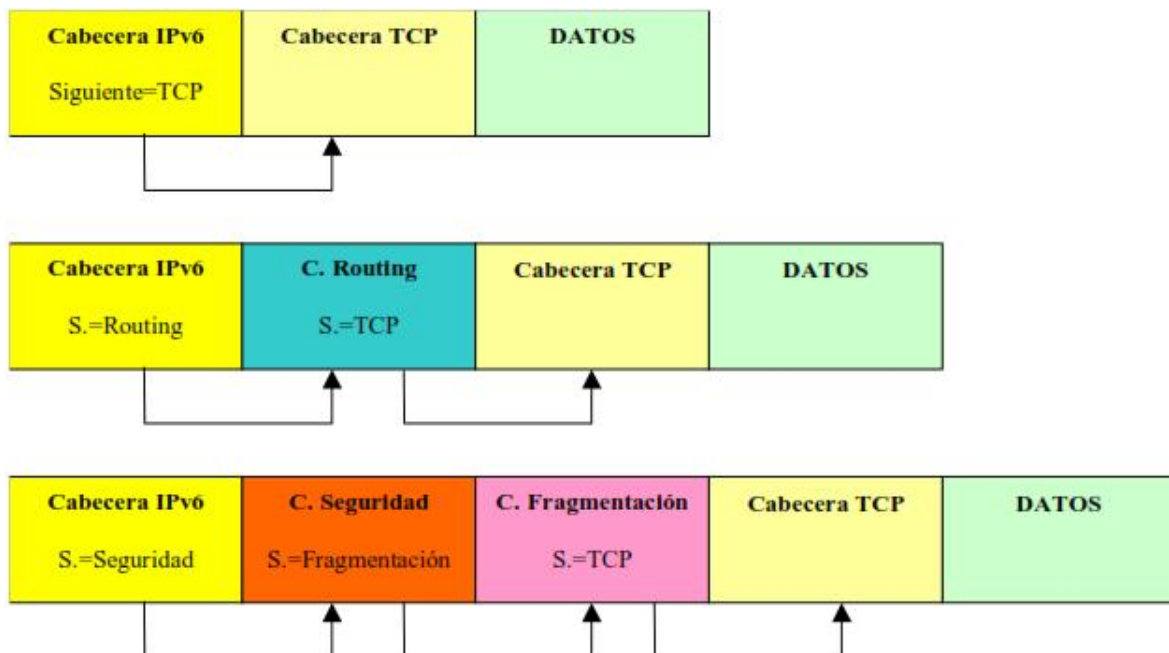 Cabecera IPv6 Cabecera TCP DATOS
Siguiente=TCP
Cabecera IPv6 C. Routing Cabecera TCP DATOS
S.=Routing S.=TCP
Cabecera IPv6 C. Seguridad C. Fragmentación Cabecera TCP DATOS
S.=Seguridad S.=Fragmentación S.=TCP